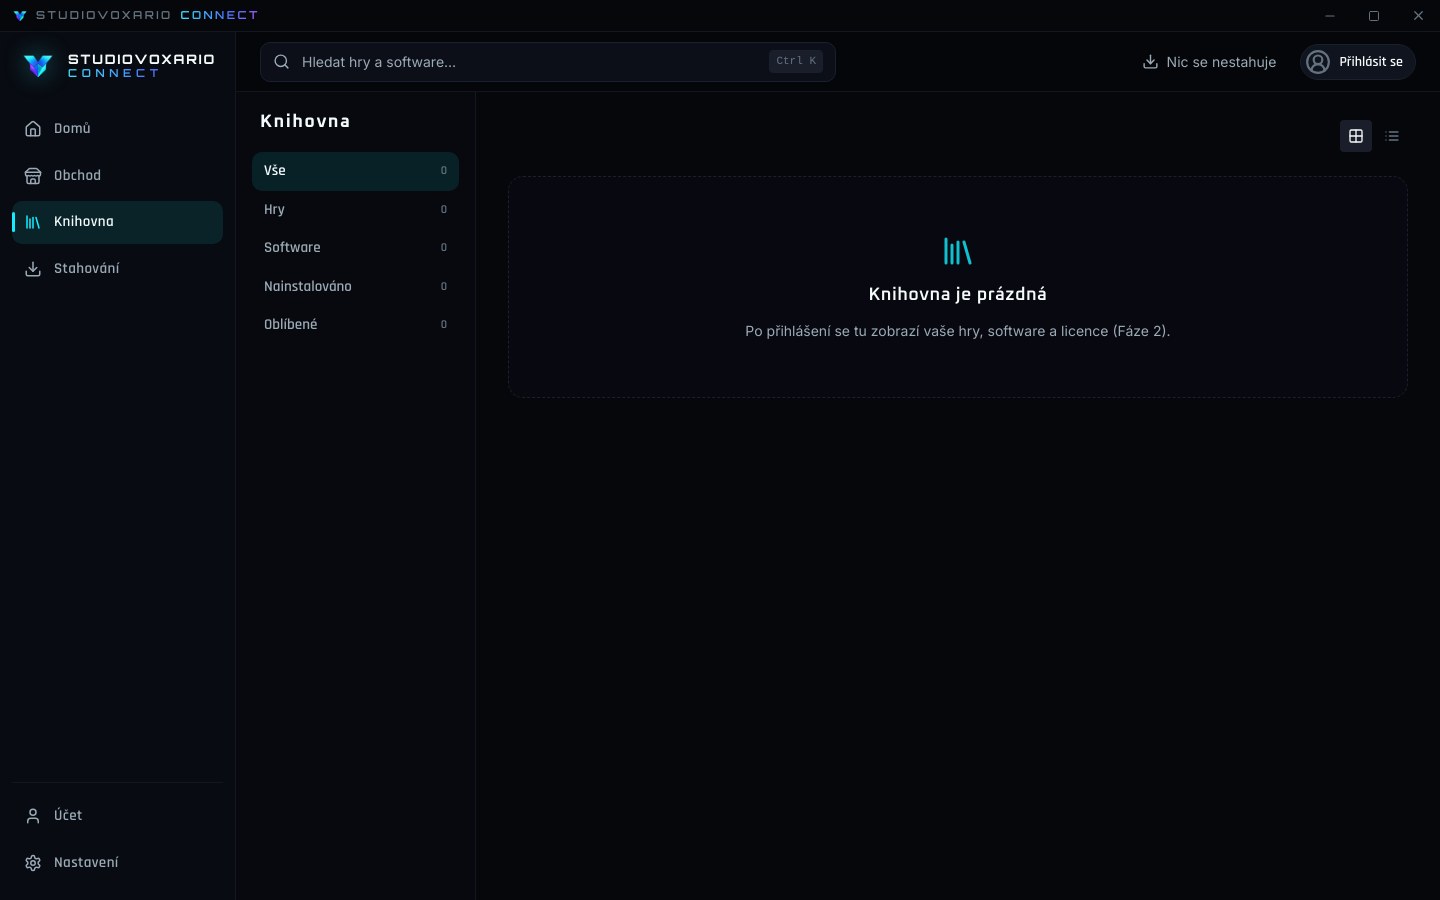 STUDIOVOXARIO CONNECT
STUDIOVOXARIO
CONNECT
Hledat hry a software...
Ctrl K
Nic se nestahuje
Přihlásit se
Domů
Obchod
Knihovna
Stahování
Účet
Nastavení
Knihovna
Vše 0
Hry 0
Software 0
Nainstalováno 0
Oblíbené 0
Knihovna je prázdná
Po přihlášení se tu zobrazí vaše hry, software a licence (Fáze 2).